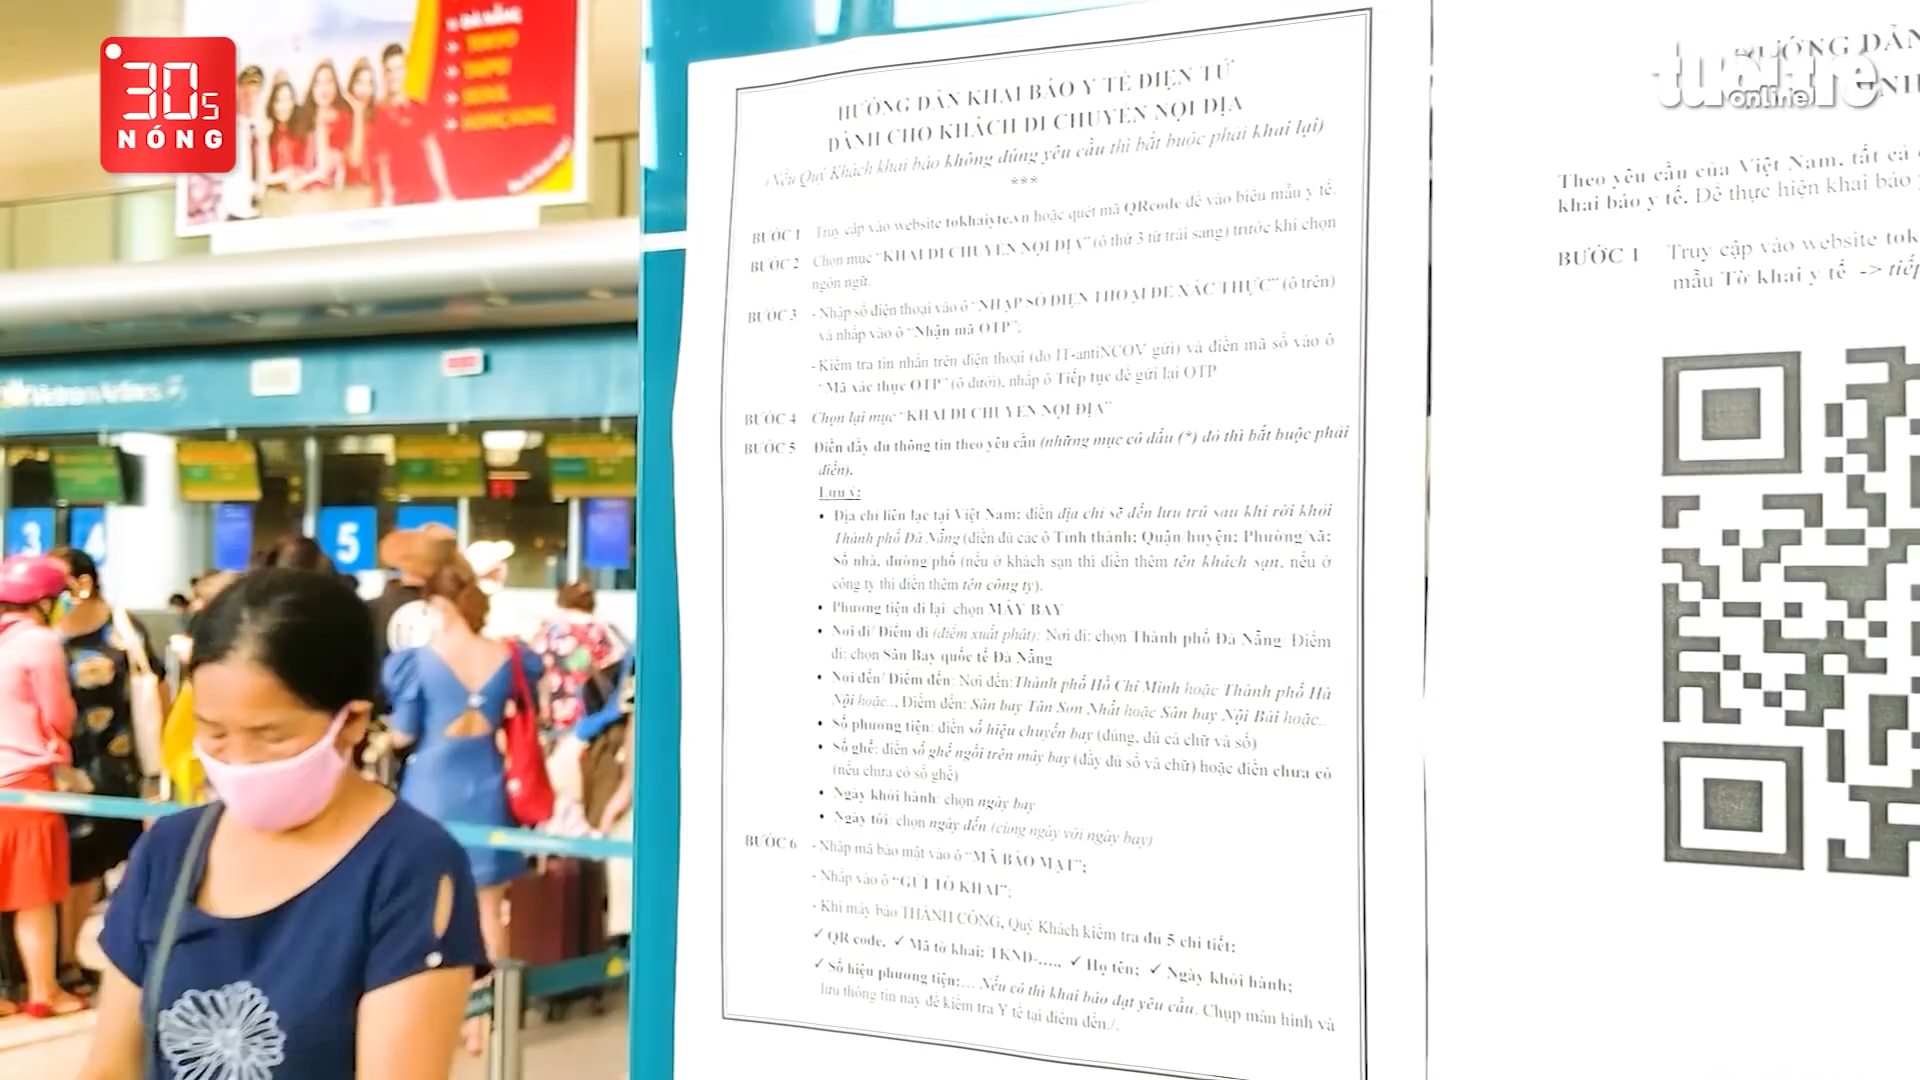 30s
NÓNG
tuổi trẻ
online
ĐÀ NẴNG
TOKYO
TAIPEI
SEOUL
HONG KONG
Vietnam Airlines
3
4
5
HƯỚNG DẪN KHAI BÁO Y TẾ ĐIỆN TỬ
DÀNH CHO KHÁCH DI CHUYỂN NỘI ĐỊA
(Nếu Quý Khách khai báo không đúng yêu cầu thì bắt buộc phải khai lại)
***
BƯỚC 1 Truy cập vào website tokhaiyte.vn hoặc quét mã QRcode để vào biểu mẫu y tế.
BƯỚC 2 Chọn mục “KHAI DI CHUYỂN NỘI ĐỊA” (ô thứ 3 từ trái sang) trước khi chọn
ngôn ngữ.
BƯỚC 3 - Nhập số điện thoại vào ô “NHẬP SỐ ĐIỆN THOẠI ĐỂ XÁC THỰC” (ô trên)
và nhấp vào ô “Nhận mã OTP”;
- Kiểm tra tin nhắn trên điện thoại (do IT-antiNCOV gửi) và điền mã số vào ô
“Mã xác thực OTP” (ô dưới), nhấp ô Tiếp tục để gửi lại OTP
BƯỚC 4 Chọn lại mục “KHAI DI CHUYỂN NỘI ĐỊA”
BƯỚC 5 Điền đầy đủ thông tin theo yêu cầu (những mục có dấu (*) đỏ thì bắt buộc phải
điền).
Lưu ý:
• Địa chỉ liên lạc tại Việt Nam: điền địa chỉ sẽ đến lưu trú sau khi rời khỏi
Thành phố Đà Nẵng (điền đủ các ô Tỉnh thành; Quận/huyện; Phường/xã;
Số nhà, đường phố (nếu ở khách sạn thì điền thêm tên khách sạn, nếu ở
công ty thì điền thêm tên công ty).
• Phương tiện đi lại: chọn MÁY BAY
• Nơi đi/ Điểm đi (điểm xuất phát): Nơi đi: chọn Thành phố Đà Nẵng; Điểm
đi: chọn Sân Bay quốc tế Đà Nẵng
• Nơi đến/ Điểm đến: Nơi đến: Thành phố Hồ Chí Minh hoặc Thành phố Hà
Nội hoặc.., Điểm đến: Sân bay Tân Sơn Nhất hoặc Sân bay Nội Bài hoặc..
• Số phương tiện: điền số hiệu chuyến bay (đúng, đủ cả chữ và số)
• Số ghế: điền số ghế ngồi trên máy bay (đầy đủ số và chữ) hoặc điền chưa có
(nếu chưa có số ghế)
• Ngày khởi hành: chọn ngày bay
• Ngày tới: chọn ngày đến (cùng ngày với ngày bay)
BƯỚC 6 - Nhập mã bảo mật vào ô “MÃ BẢO MẬT”;
- Nhấp vào ô “GỬI TỜ KHAI”;
- Khi máy báo THÀNH CÔNG, Quý Khách kiểm tra đủ 5 chi tiết:
✓ QR code, ✓ Mã tờ khai: TKND-....., ✓ Họ tên; ✓ Ngày khởi hành;
✓ Số hiệu phương tiện:... Nếu có thì khai báo đạt yêu cầu. Chụp màn hình và
lưu thông tin này để kiểm tra Y tế tại điểm đến./.
HƯỚNG DẪN
Theo yêu cầu của Việt Nam, tất cả
khai báo y tế. Để thực hiện khai báo
BƯỚC 1 Truy cập vào website tok
mẫu Tờ khai y tế -> tiếp